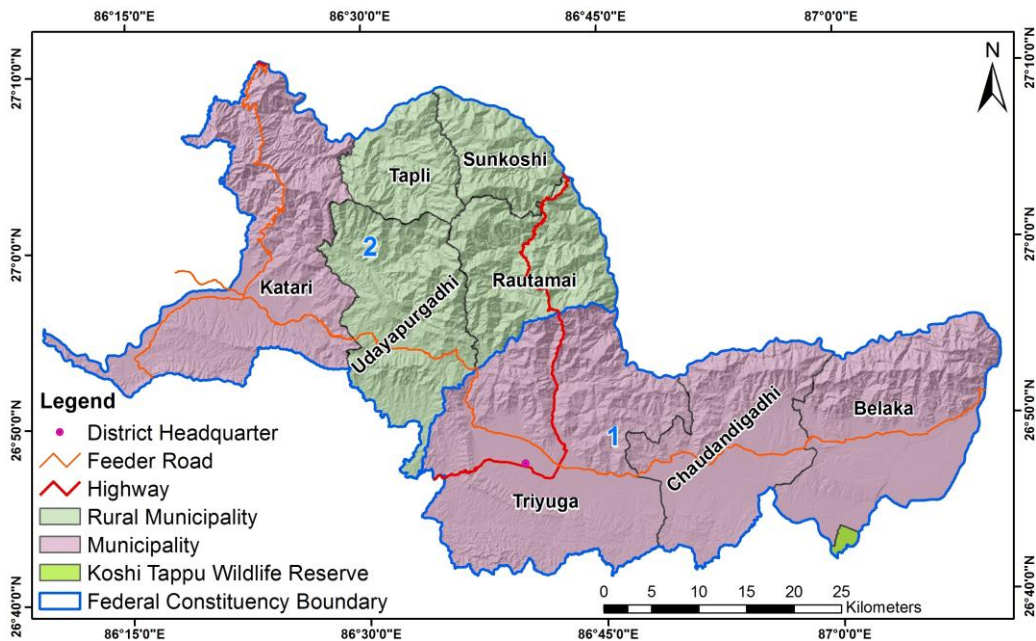 86°15'0"E
86°30'0"E
86°45'0"E
87°0'0"E
27°10'0"N
27°10'0"N
N
Sunkoshi
Tapli
27°0'0"N
27°0'0"N
2
Rautamai
Katari
Udayapurgadhi
Legend
District Headquarter
Feeder Road
Highway
Rural Municipality
Municipality
Koshi Tappu Wildlife Reserve
Federal Constituency Boundary
26°50'0"N
26°50'0"N
1
Belaka
Chaudandigadhi
Triyuga
26°40'0"N
26°40'0"N
0 5 10 15 20 25
Kilometers
86°15'0"E
86°30'0"E
86°45'0"E
87°0'0"E